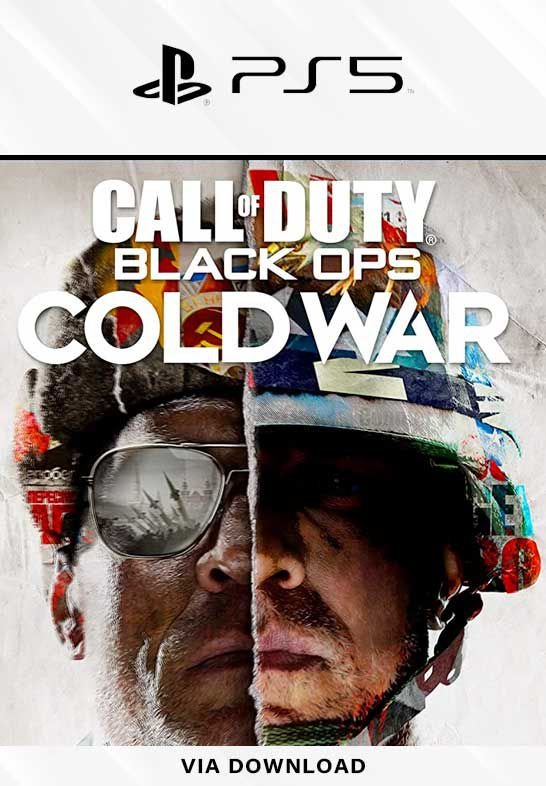 PS5
CALL OF DUTY®
BLACK OPS
COLD WAR
VIA DOWNLOAD